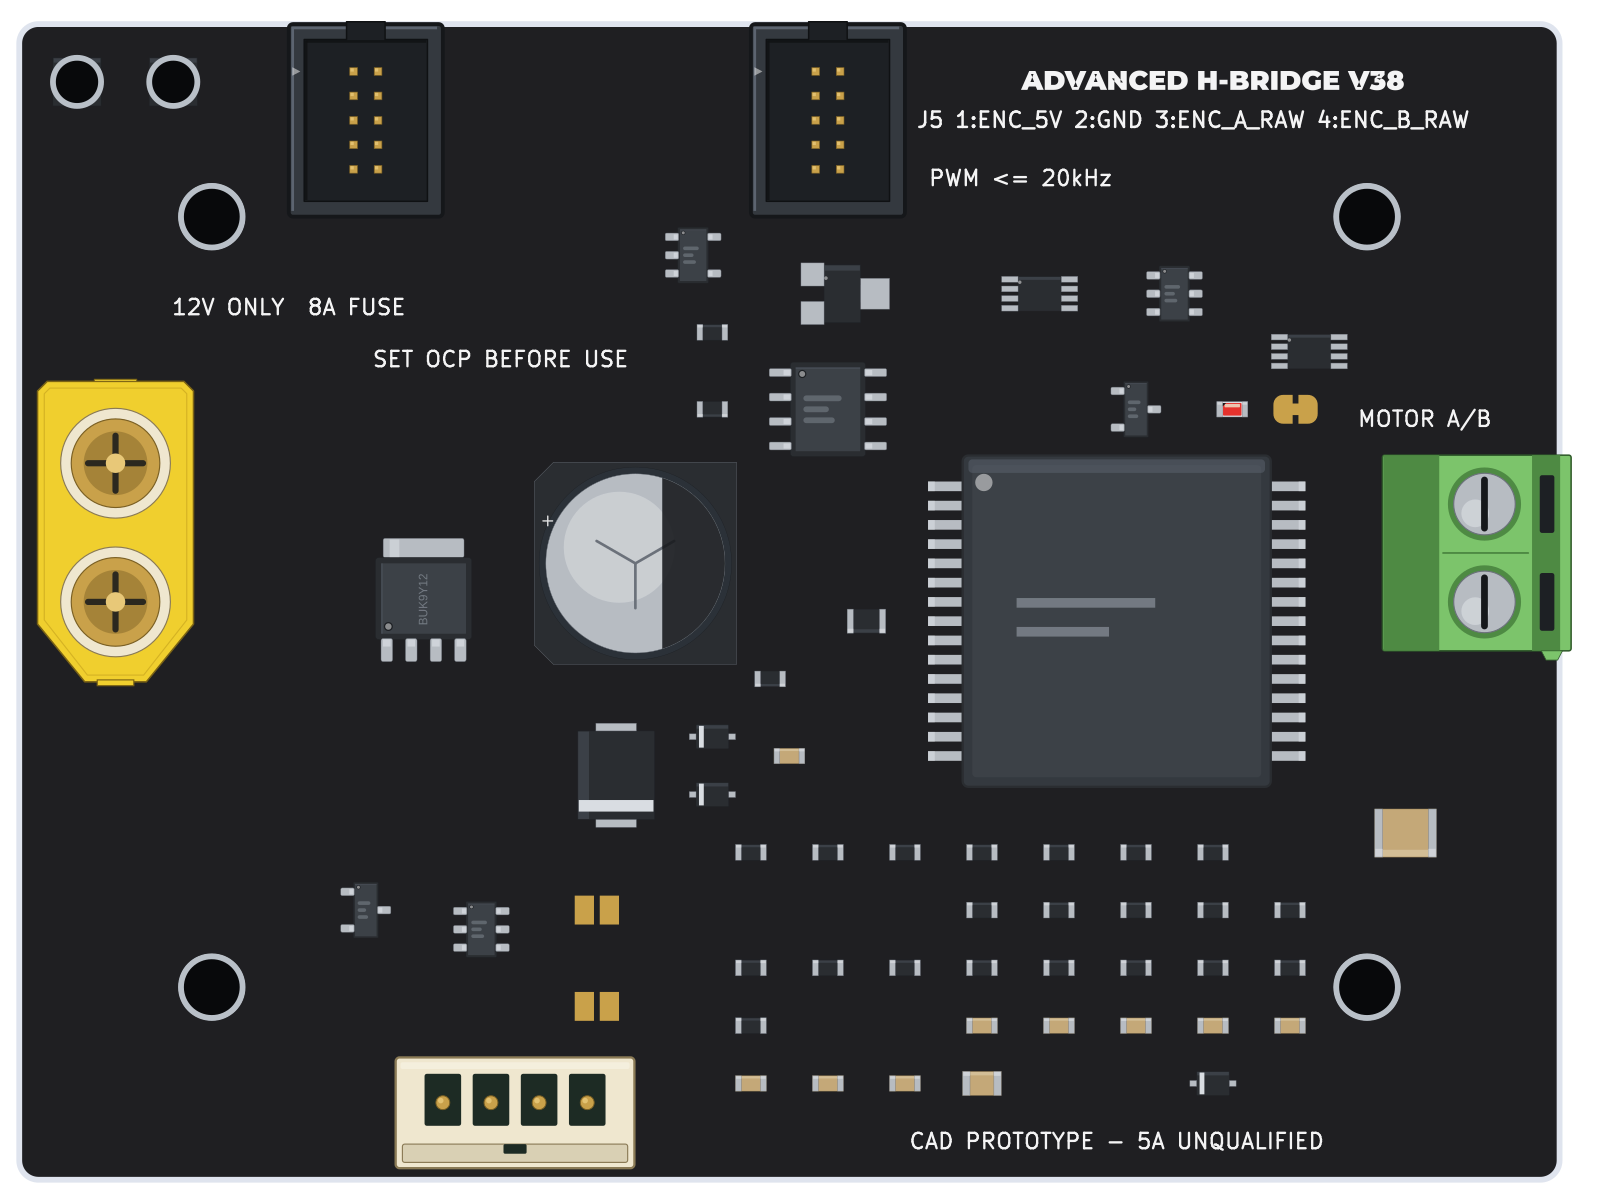 ADVANCED H-BRIDGE V38
J5 1:ENC_5V 2:GND 3:ENC_A_RAW 4:ENC_B_RAW
PWM <= 20kHz
12V ONLY 8A FUSE
SET OCP BEFORE USE
MOTOR A/B
+
BUK9Y12
CAD PROTOTYPE – 5A UNQUALIFIED